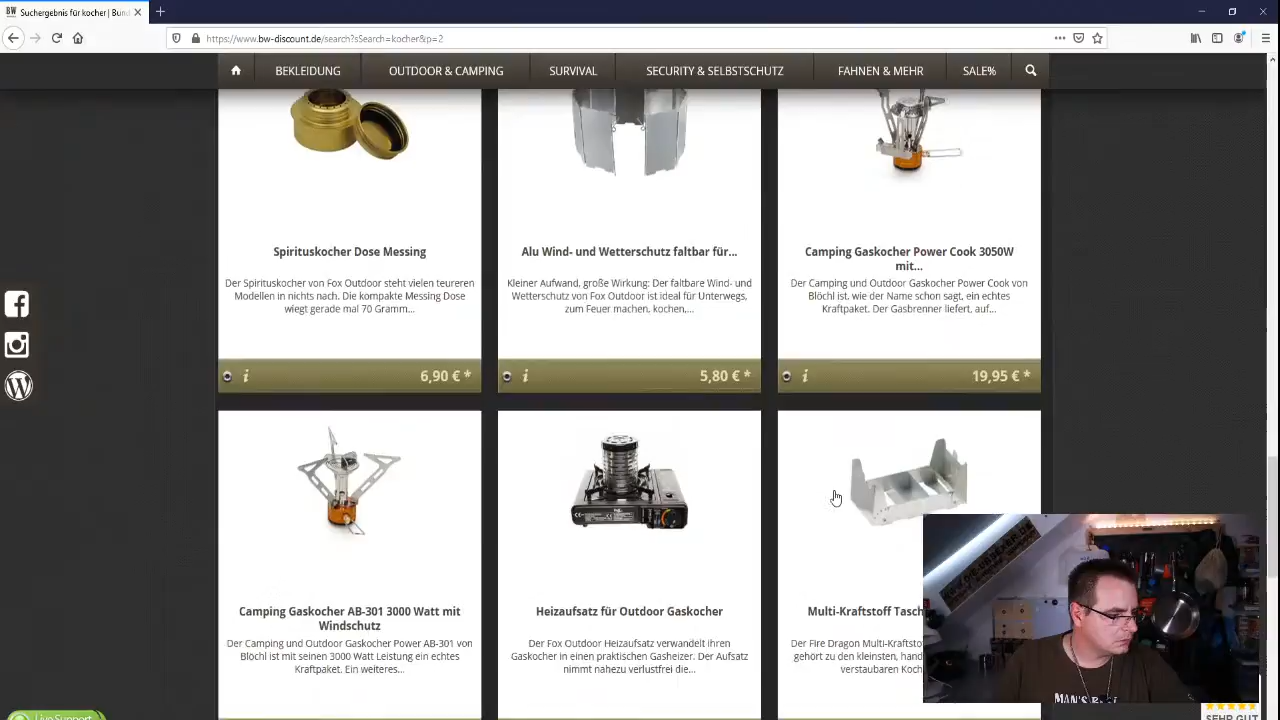 BW Suchergebnis für kocher | Bund
https://www.bw-discount.de/search?sSearch=kocher&p=2
BEKLEIDUNG
OUTDOOR & CAMPING
SURVIVAL
SECURITY & SELBSTSCHUTZ
FAHNEN & MEHR
SALE%
Spirituskocher Dose Messing
Der Spirituskocher von Fox Outdoor steht vielen teureren
Modellen in nichts nach. Die kompakte Messing Dose
wiegt gerade mal 70 Gramm...
i
6,90 € *
Alu Wind- und Wetterschutz faltbar für...
Kleiner Aufwand, große Wirkung: Der faltbare Wind- und
Wetterschutz von Fox Outdoor ist ideal für Unterwegs,
zum Feuer machen, kochen,...
i
5,80 € *
Camping Gaskocher Power Cook 3050W
mit...
Der Camping und Outdoor Gaskocher Power Cook von
Blöchl ist, wie der Name schon sagt, ein echtes
Kraftpaket. Der Gasbrenner liefert, auf...
i
19,95 € *
Camping Gaskocher AB-301 3000 Watt mit
Windschutz
Der Camping und Outdoor Gaskocher Power AB-301 von
Blöchl ist mit seinen 3000 Watt Leistung ein echtes
Kraftpaket. Ein weiteres...
Heizaufsatz für Outdoor Gaskocher
Der Fox Outdoor Heizaufsatz verwandelt ihren
Gaskocher in einen praktischen Gasheizer. Der Aufsatz
nimmt nahezu verlustfrei die...
Multi-Kraftstoff Tasch
Der Fire Dragon Multi-Kraftsto
gehört zu den kleinsten, hand
verstaubaren Koch
Live Support
MAN'S
SEHR GUT